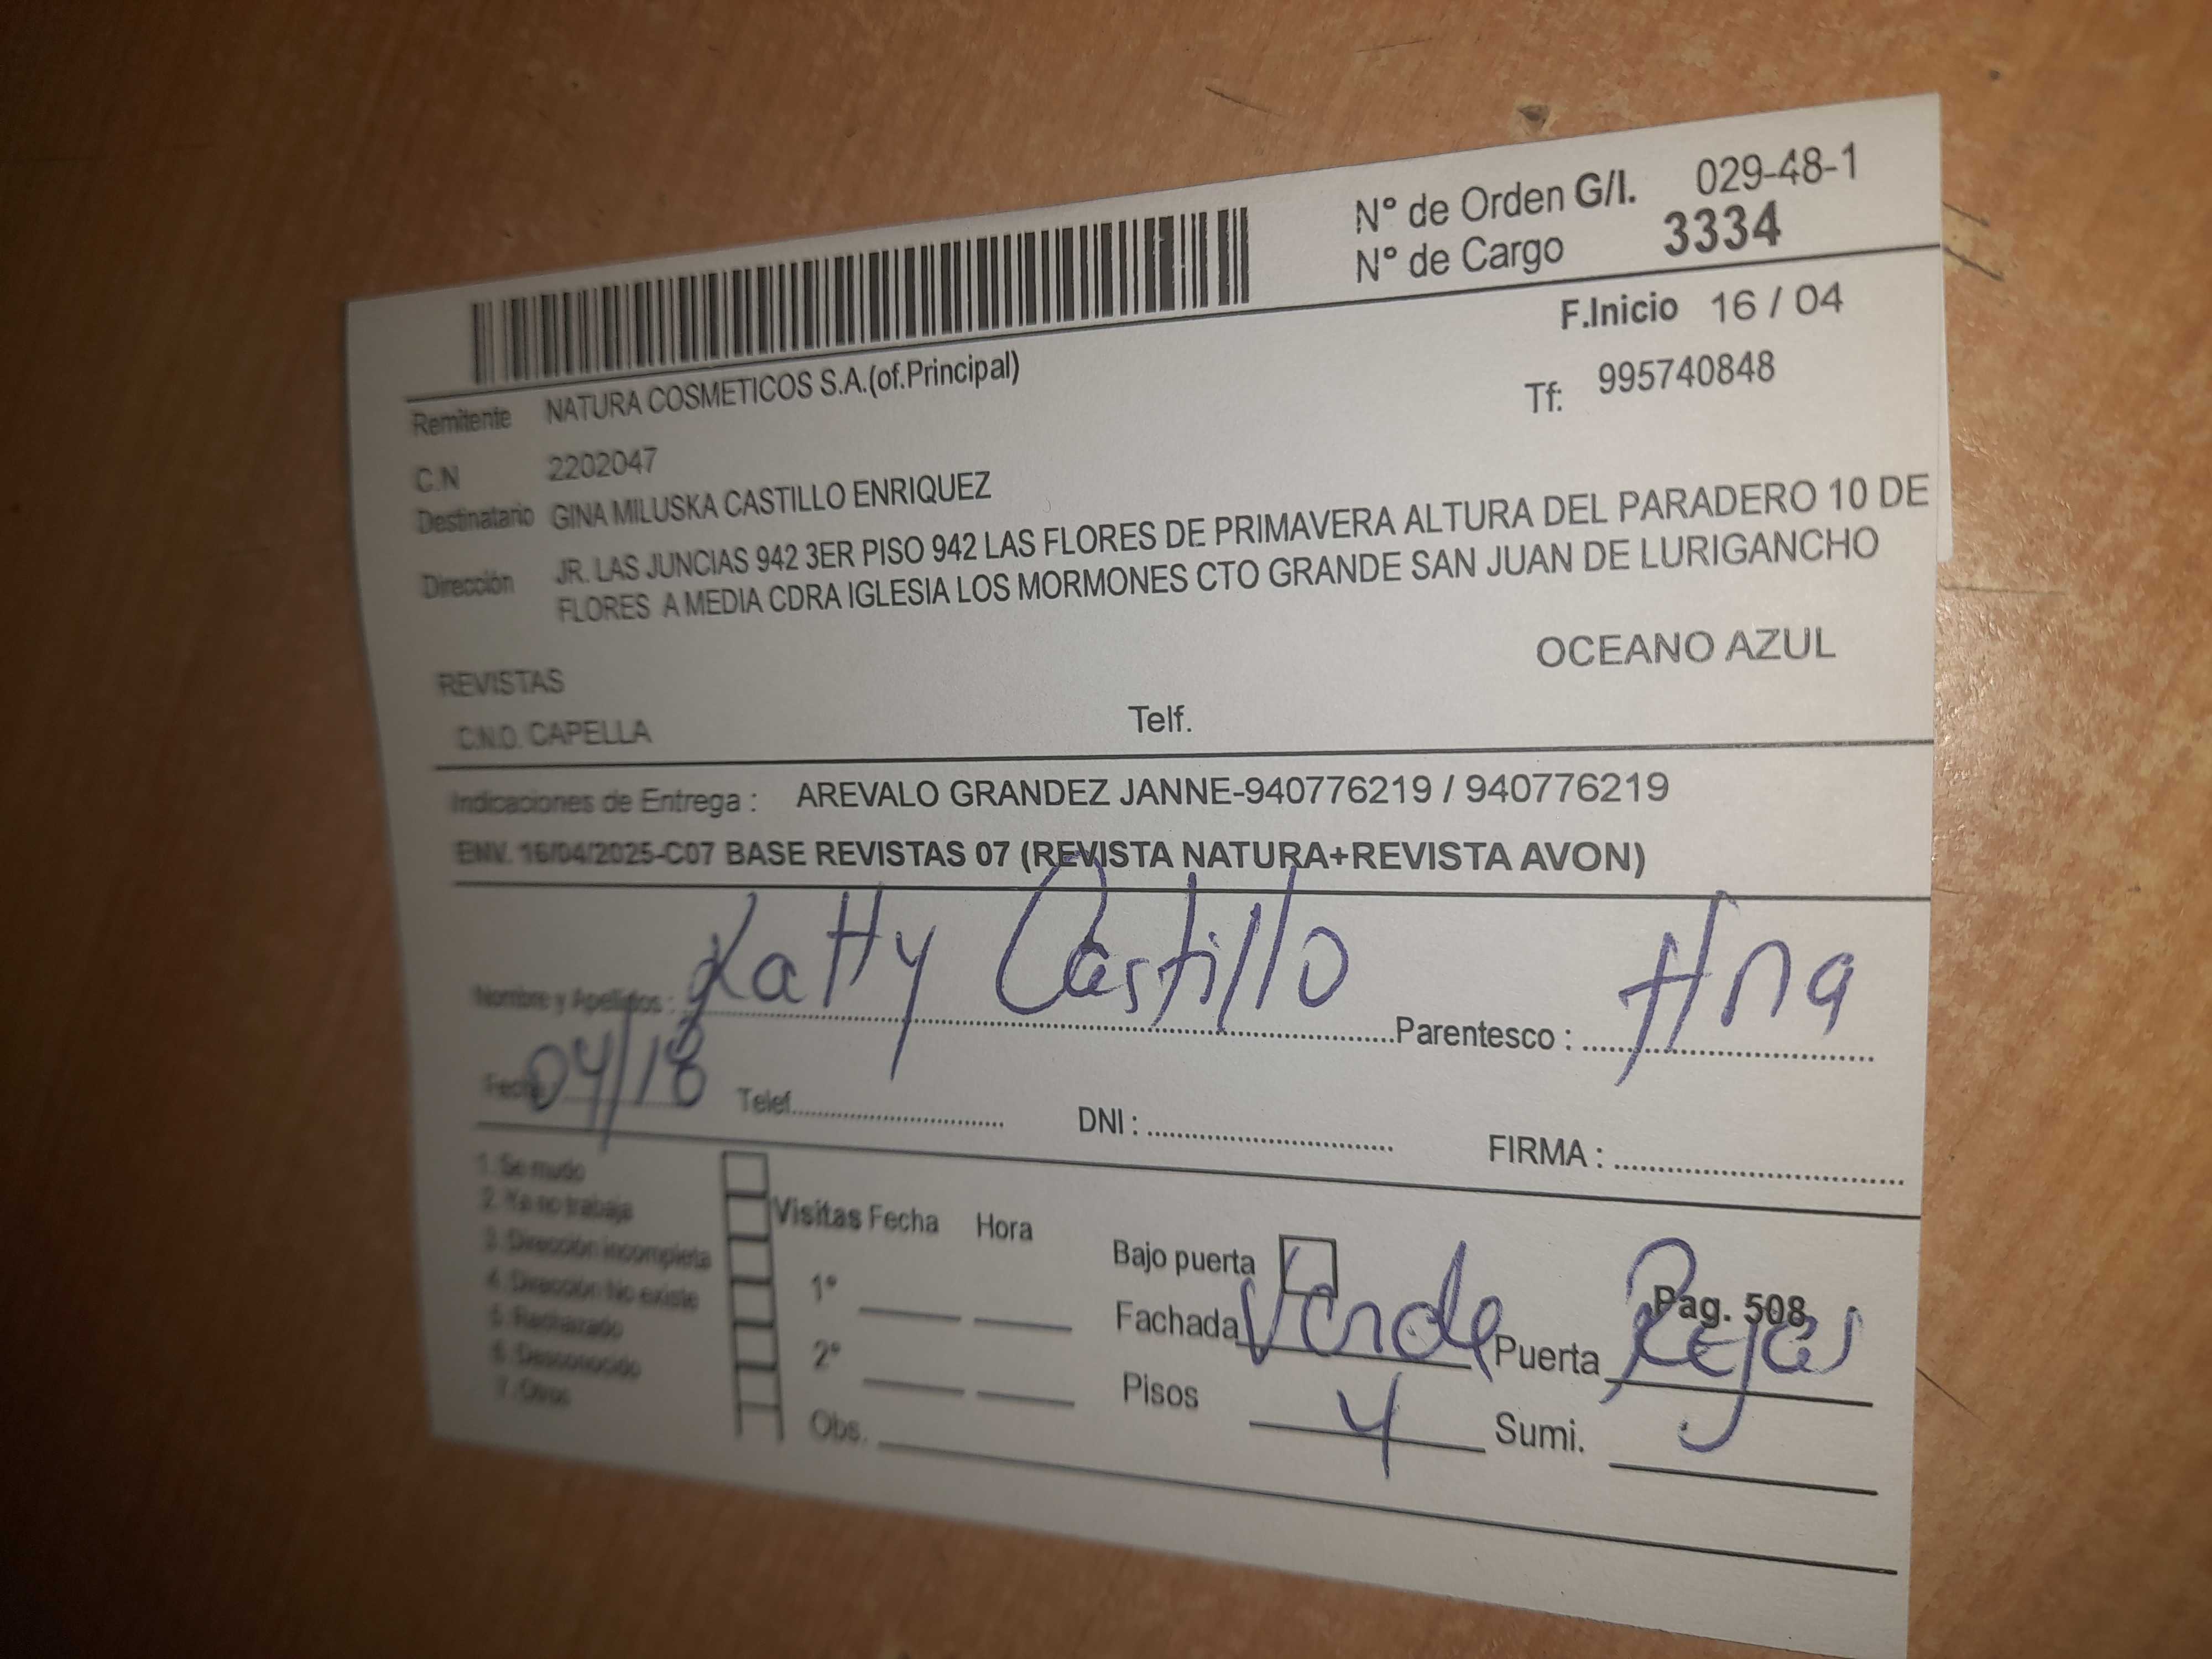 N° de Orden G/I. 029-48-1
N° de Cargo 3334
F.Inicio 16 / 04
Remitente NATURA COSMETICOS S.A.(of.Principal)
Tf: 995740848
C.N 2202047
Destinatario GINA MILUSKA CASTILLO ENRIQUEZ
Dirección JR. LAS JUNCIAS 942 3ER PISO 942 LAS FLORES DE PRIMAVERA ALTURA DEL PARADERO 10 DE
FLORES A MEDIA CDRA IGLESIA LOS MORMONES CTO GRANDE SAN JUAN DE LURIGANCHO
OCEANO AZUL
REVISTAS
C.N.D. CAPELLA Telf.
Indicaciones de Entrega : AREVALO GRANDEZ JANNE-940776219 / 940776219
ENV. 16/04/2025-C07 BASE REVISTAS 07 (REVISTA NATURA+REVISTA AVON)
Nombre y Apellidos : Katty Castillo Parentesco : Hna
Fecha 04/18 Telef. DNI : FIRMA :
1. Se mudo
2. Ya no trabaja
3. Dirección incompleta
4. Dirección No existe
5. Rechazado
6. Desconocido
7. Otros
Visitas Fecha Hora
1°
2°
Obs.
Bajo puerta
Pag. 508
Fachada Verde Puerta Rejas
Pisos 4 Sumi.